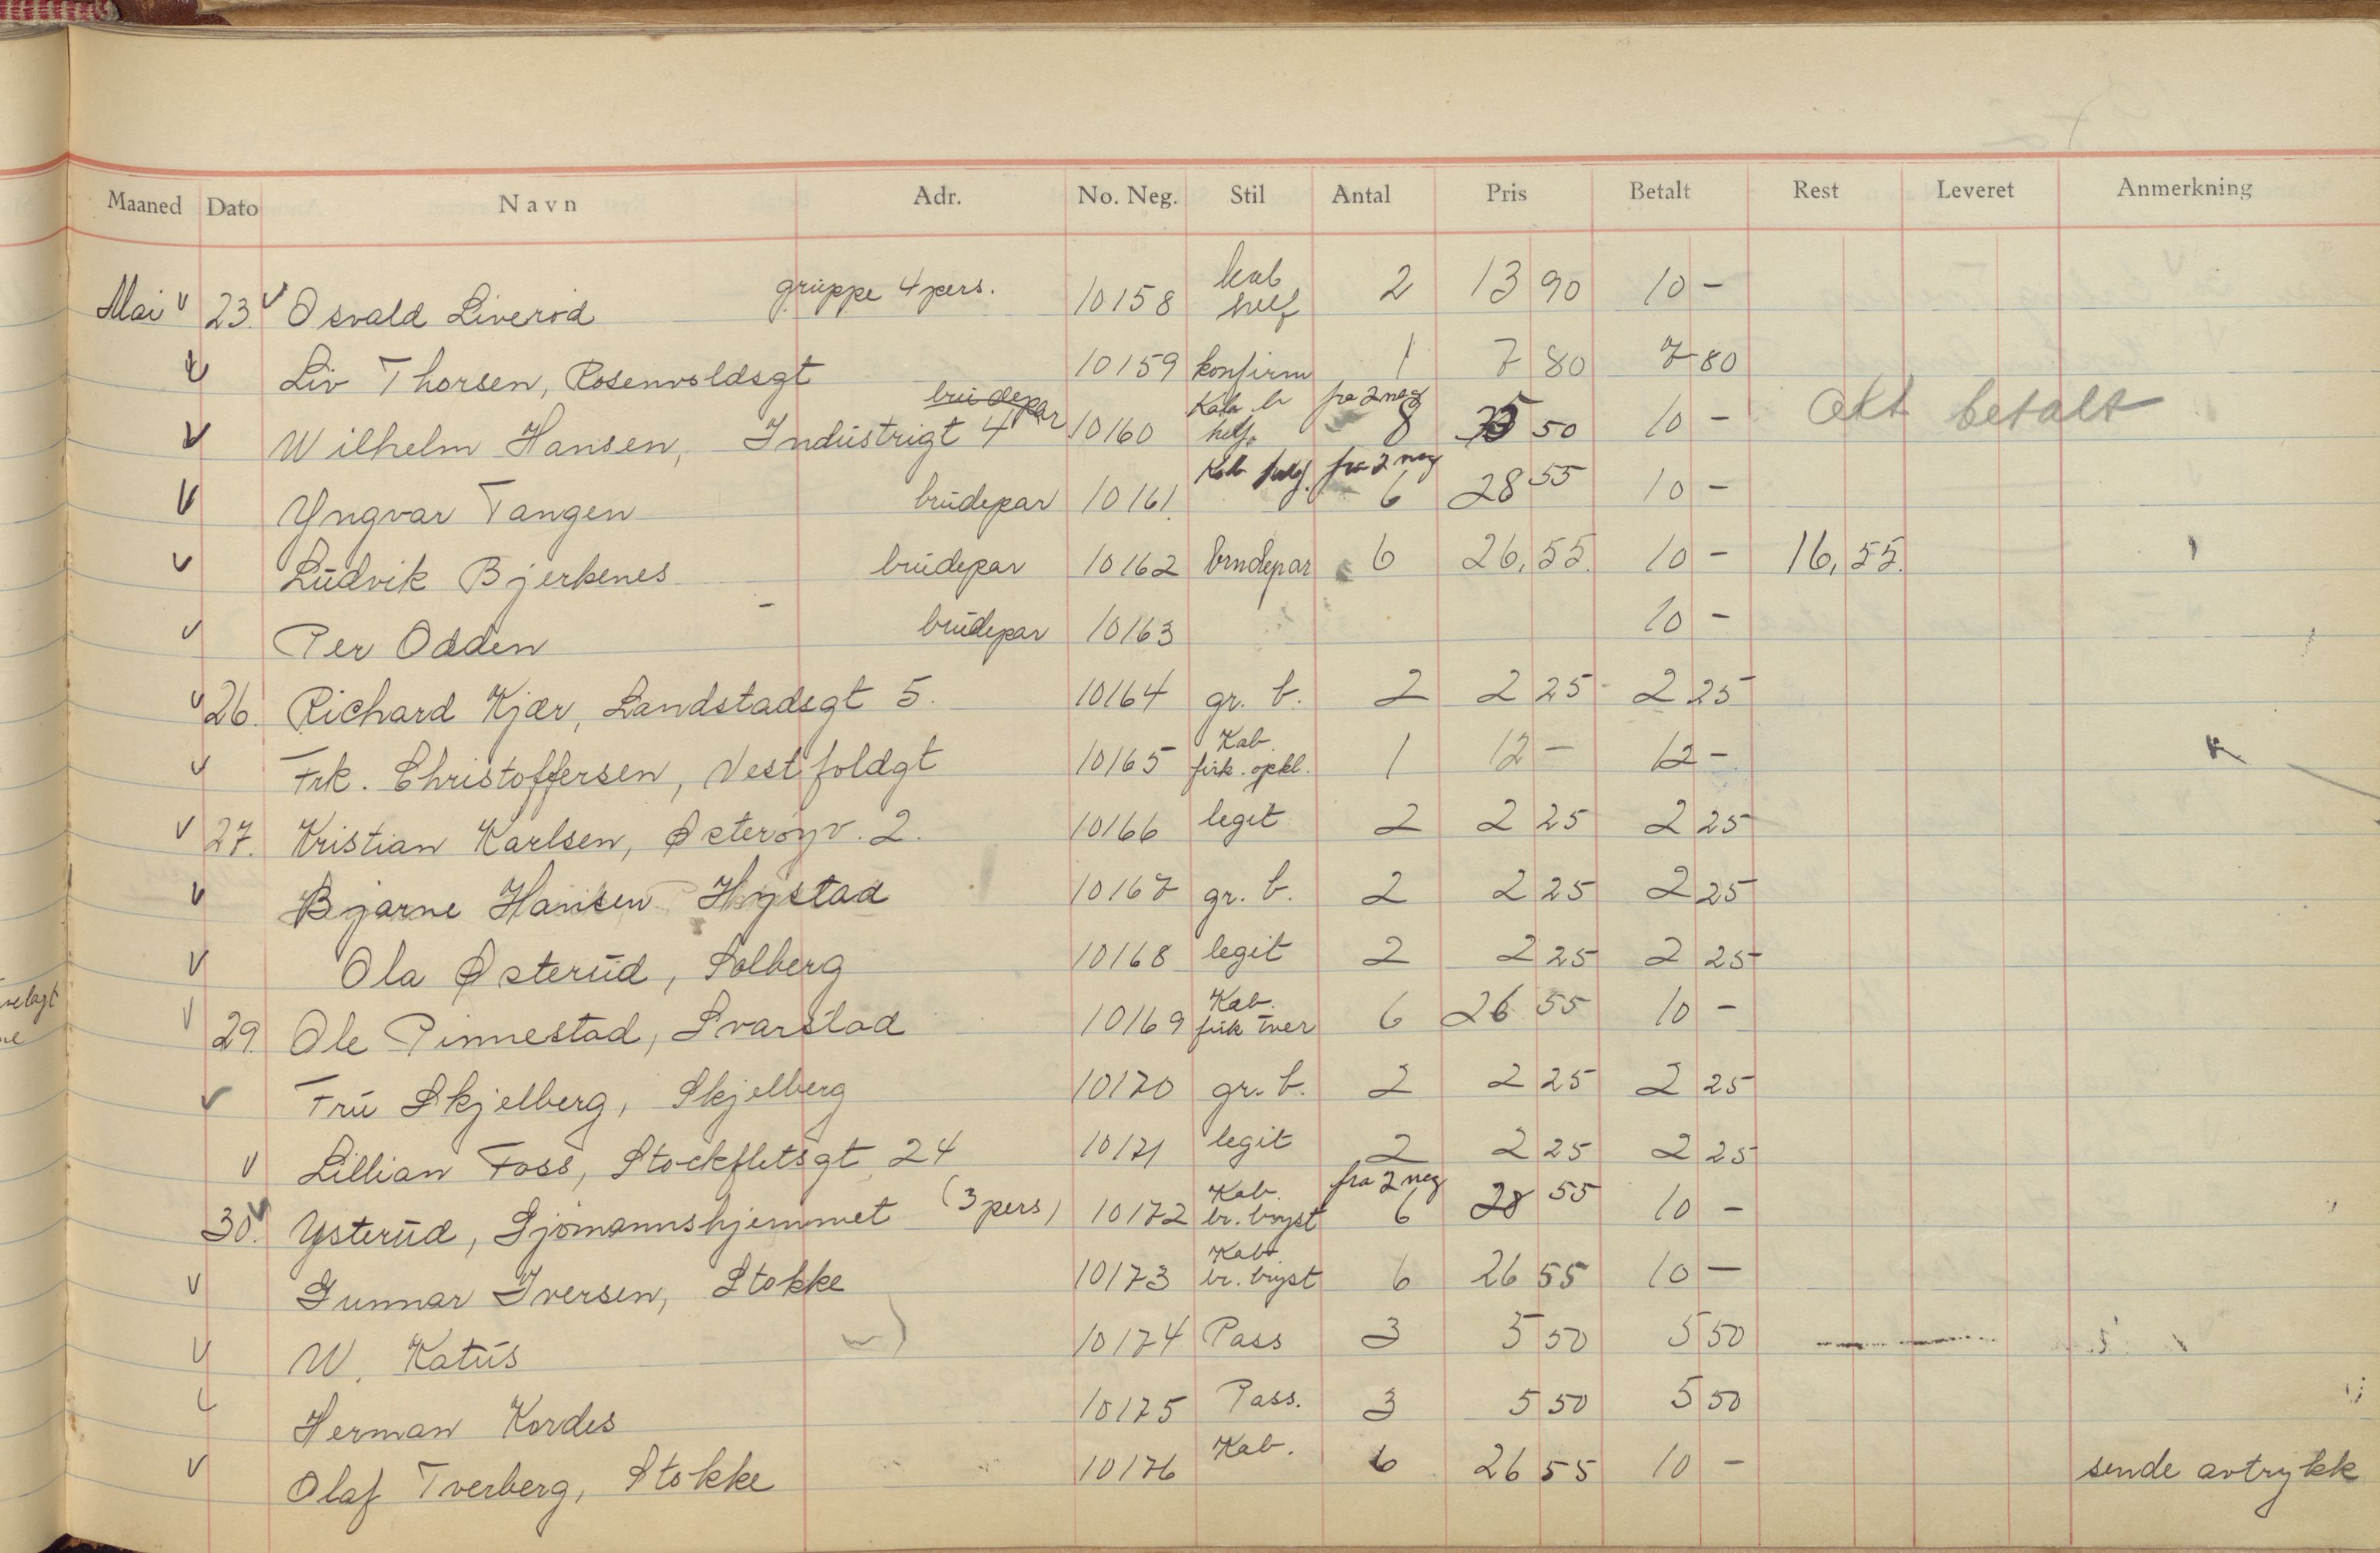 Maaned Dato Navn Adr. No. Neg. Stil Antal Pris Betalt Rest Leveret Anmerkning
Mai v 23. v Osvald Liverød gruppe 4 pers. 10158 kab helf 2 13 90 10 -
v Liv Thorsen, Rosenvoldsgt 10159 konfirm 1 7 80 7 80
v Wilhelm Hansen, Industrigt 4 brudepar 10160 Kab br helf. fra 2 neg 8 50 10 - Alt betalt
v Yngvar Tangen brudepar 10161 Kab helf. fra 2 neg 6 28 55 10 -
v Ludvik Bjerkenes brudepar 10162 brudepar 6 26,55. 10 - 16,55.
v Per Odden brudepar 10163 10 -
v 26. Richard Kjær, Landstadsgt 5. 10164 gr. b. 2 2 25 2 25
v Frk. Christoffersen, Vestfoldgt 10165 Kab. firk. opkl. 1 12 - 12 -
v 27. Kristian Karlsen, Østerøyv. 2. 10166 legit 2 2 25 2 25
v Bjarne Hansen Hystad 10167 gr. b. 2 2 25 2 25
v Ola Østerud, Solberg 10168 legit 2 2 25 2 25
v 29. Ole Pinnestad, Svarstad 10169 Kab. firk tver 6 26 55 10 -
v Fru Skjelberg, Skjelberg 10170 gr. b. 2 2 25 2 25
v Lillian Foss, Stockfletsgt 24 10171 legit 2 2 25 2 25
30. v Ysterud, Sjømannshjemmet (3 pers) 10172 Kab. br. bryst fra 2 neg 6 28 55 10 -
v Gunnar Iversen, Stokke 10173 Kab. br. bryst 6 26 55 10 -
v W. Katus 10174 Pass 3 5 50 5 50
v Herman Kordes 10175 Pass. 3 5 50 5 50
v Olaf Tverberg, Stokke 10176 Kab. 6 26 55 10 - sende avtrykk